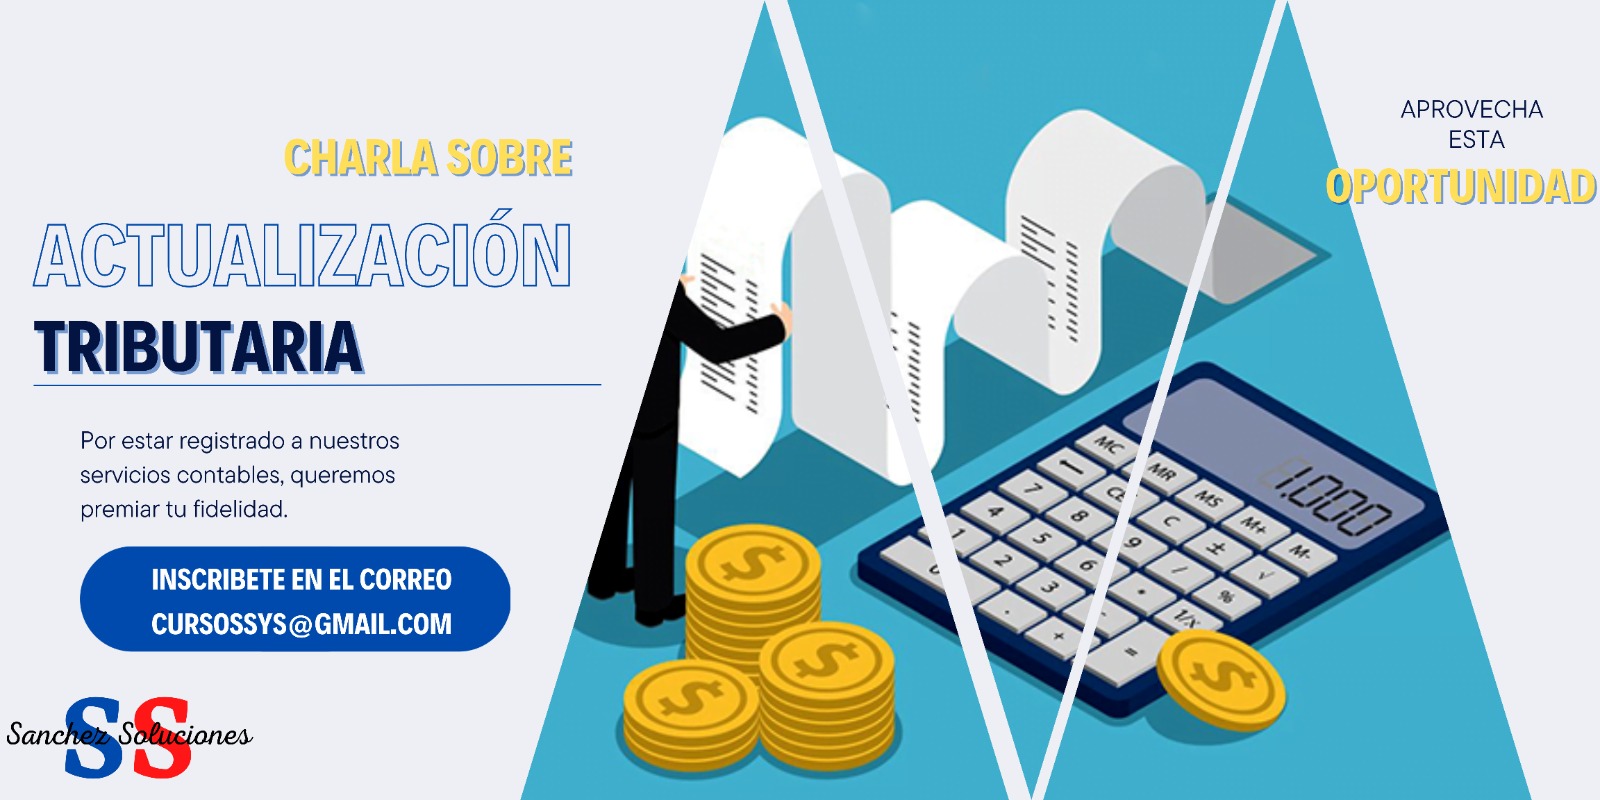 CHARLA SOBRE
ACTUALIZACIÓN
TRIBUTARIA
Por estar registrado a nuestros
servicios contables, queremos
premiar tu fidelidad.
INSCRIBETE EN EL CORREO
CURSOSSYS@GMAIL.COM
SS
Sanchez Soluciones
APROVECHA
ESTA
OPORTUNIDAD
1.000
MC MR MS M+ M-
7 8 9 / %
4 5 6 • 1/X
1 2 3 -
0 . + =
C ± √
$
$
$
$